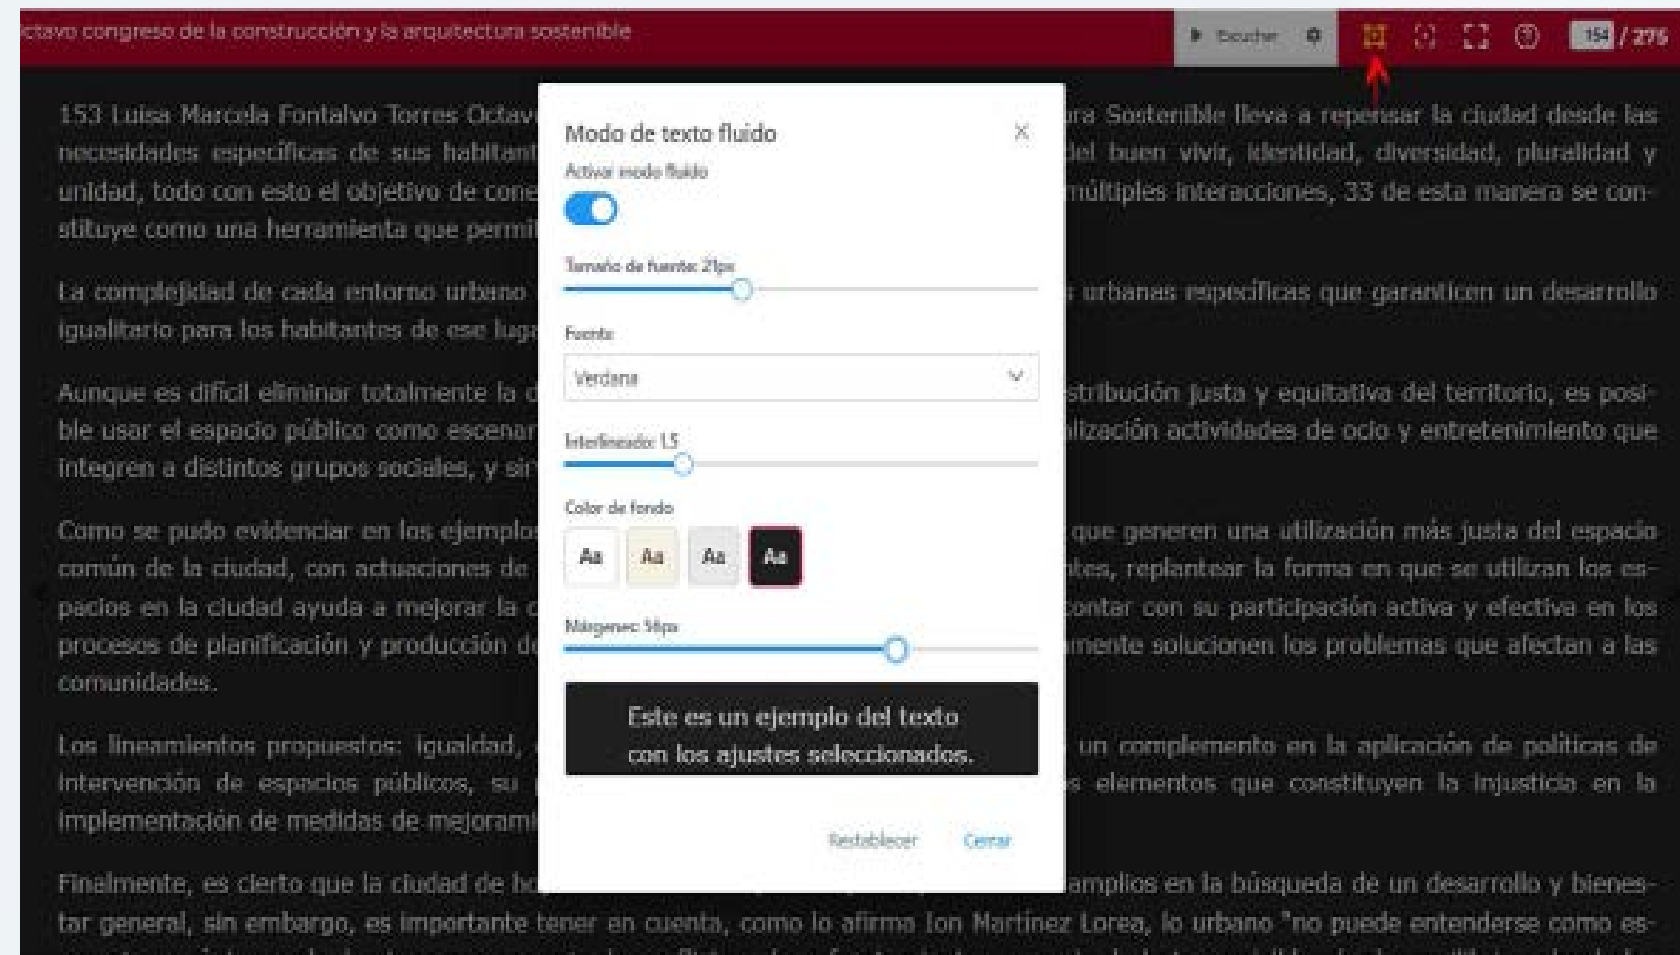 ctavo congreso de la construcción y la arquitectura sostenible
Escuchar
154 / 275
153 Luisa Marcela Fontalvo Torres Octav
ra Sostenible lleva a repensar la ciudad desde las
necesidades específicas de sus habitant
del buen vivir, identidad, diversidad, pluralidad y
unidad, todo con esto el objetivo de cone
múltiples interacciones, 33 de esta manera se con-
stituye como una herramienta que permi
La complejidad de cada entorno urbano
s urbanas específicas que garanticen un desarrollo
igualitario para los habitantes de ese luga
Aunque es difícil eliminar totalmente la d
stribución justa y equitativa del territorio, es posi-
ble usar el espacio público como escenar
lización actividades de ocio y entretenimiento que
integren a distintos grupos sociales, y sir
Como se pudo evidenciar en los ejemplos
que generen una utilización más justa del espacio
común de la ciudad, con actuaciones de
ntes, replantear la forma en que se utilizan los es-
pacios en la ciudad ayuda a mejorar la c
contar con su participación activa y efectiva en los
procesos de planificación y producción de
mente solucionen los problemas que afectan a las
comunidades.
Los lineamientos propuestos: igualdad,
un complemento en la aplicación de políticas de
intervención de espacios públicos, su
s elementos que constituyen la injusticia en la
implementación de medidas de mejorami
Finalmente, es cierto que la ciudad de ho
amplios en la búsqueda de un desarrollo y bienes-
tar general, sin embargo, es importante tener en cuenta, como lo afirma Ion Martínez Lorea, lo urbano "no puede entenderse como es-
Modo de texto fluido
Activar modo fluido
Tamaño de fuente: 21px
Fuente
Verdana
Interlineado: 1.5
Color de fondo
Aa Aa Aa Aa
Márgenes: 56px
Este es un ejemplo del texto
con los ajustes seleccionados.
Restablecer Cerrar